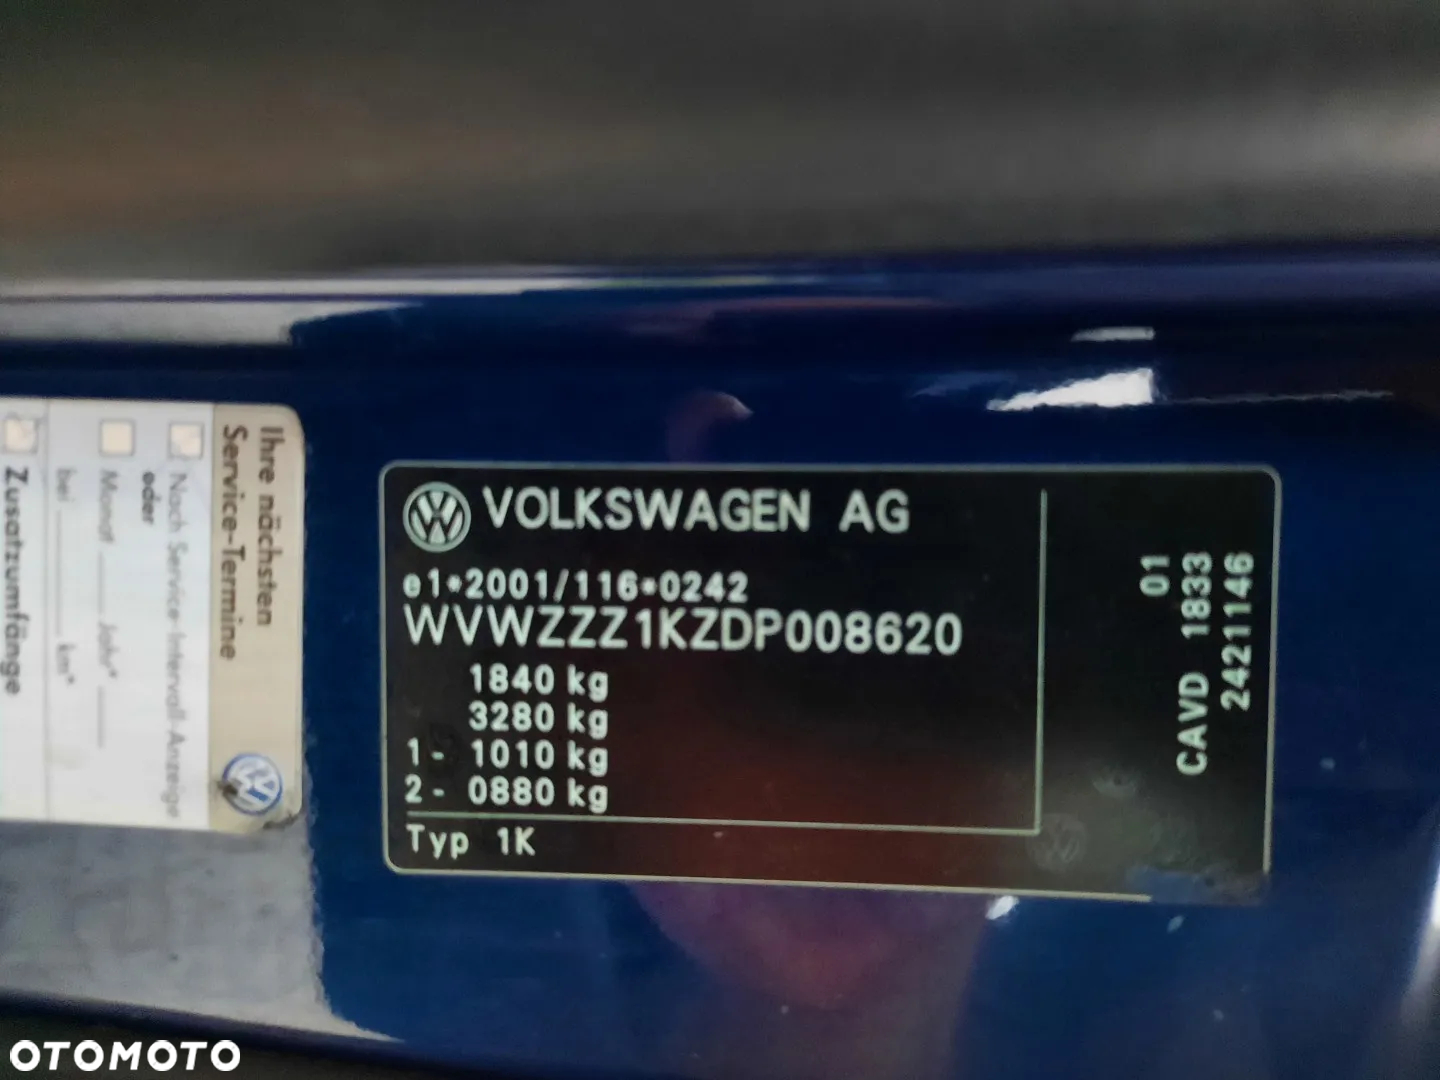 Ihre nächsten
Service-Termine
Nach Service-Intervall-Anzeige
oder
Monat Jahr*
bei km*
Zusatzumfänge
VOLKSWAGEN AG
e1*2001/116*0242
WVWZZZ1KZDP008620
1840 kg
3280 kg
1- 1010 kg
2- 0880 kg
Typ 1K
01
CAVD 1833
2421146
OTOMOTO